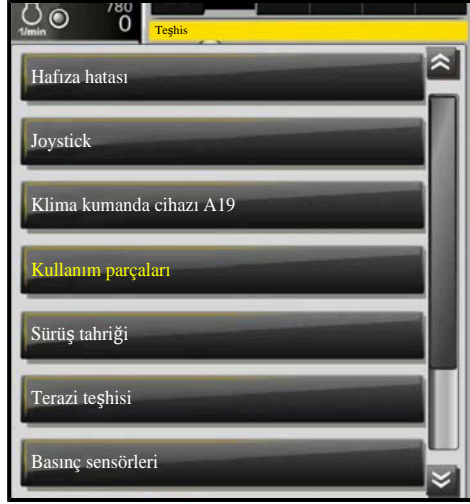 780
1/min
0
Teşhis
Hafıza hatası
Joystick
Klima kumanda cihazı A19
Kullanım parçaları
Sürüş tahriği
Terazi teşhisi
Basınç sensörleri